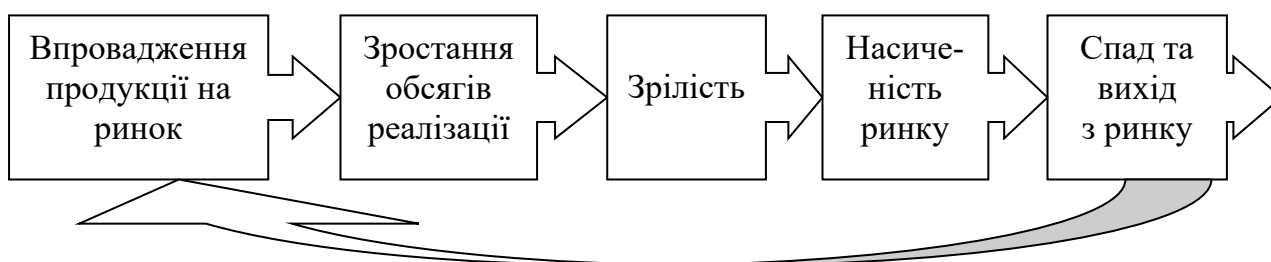 Впровадження
продукції на
ринок
Зростання
обсягів
реалізації
Зрілість
Насиче-
ність
ринку
Спад та
вихід
з ринку